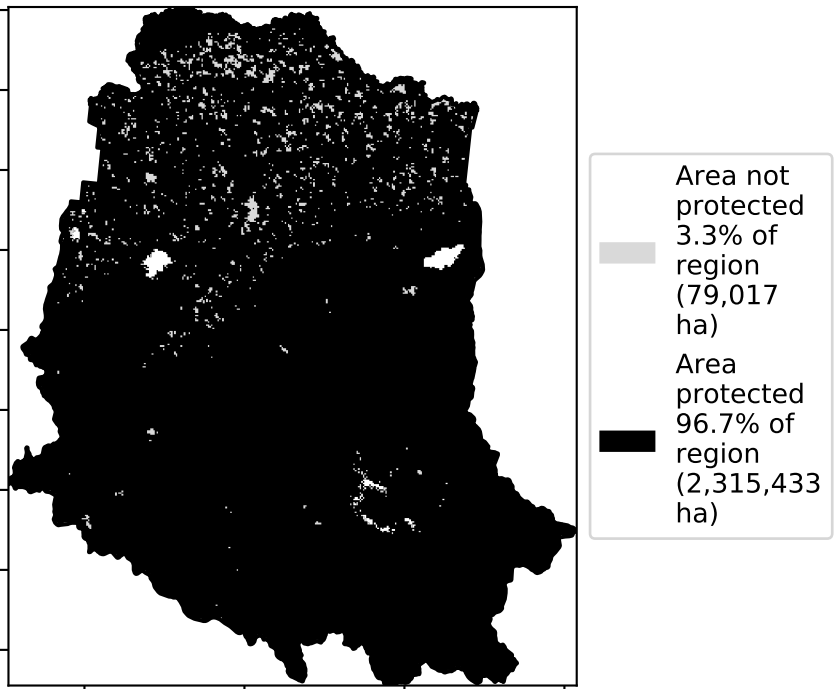 Area not
protected
3.3% of
region
(79,017
ha)
Area
protected
96.7% of
region
(2,315,433
ha)